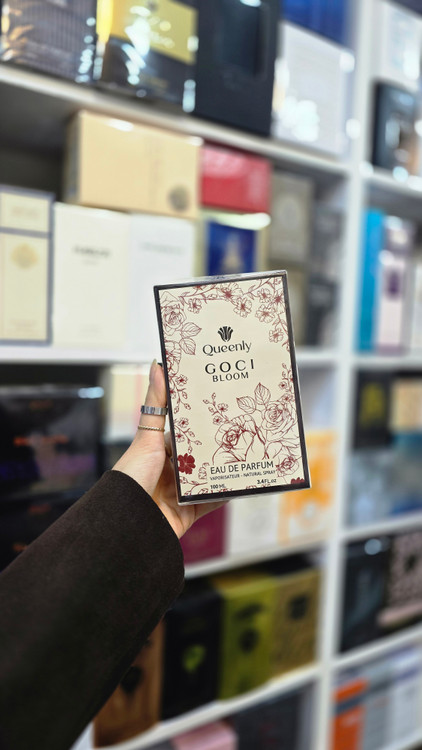 Queenly
GOCI
BLOOM
EAU DE PARFUM
VAPORISATEUR - NATURAL SPRAY
100 ML 3.4 FL.oz